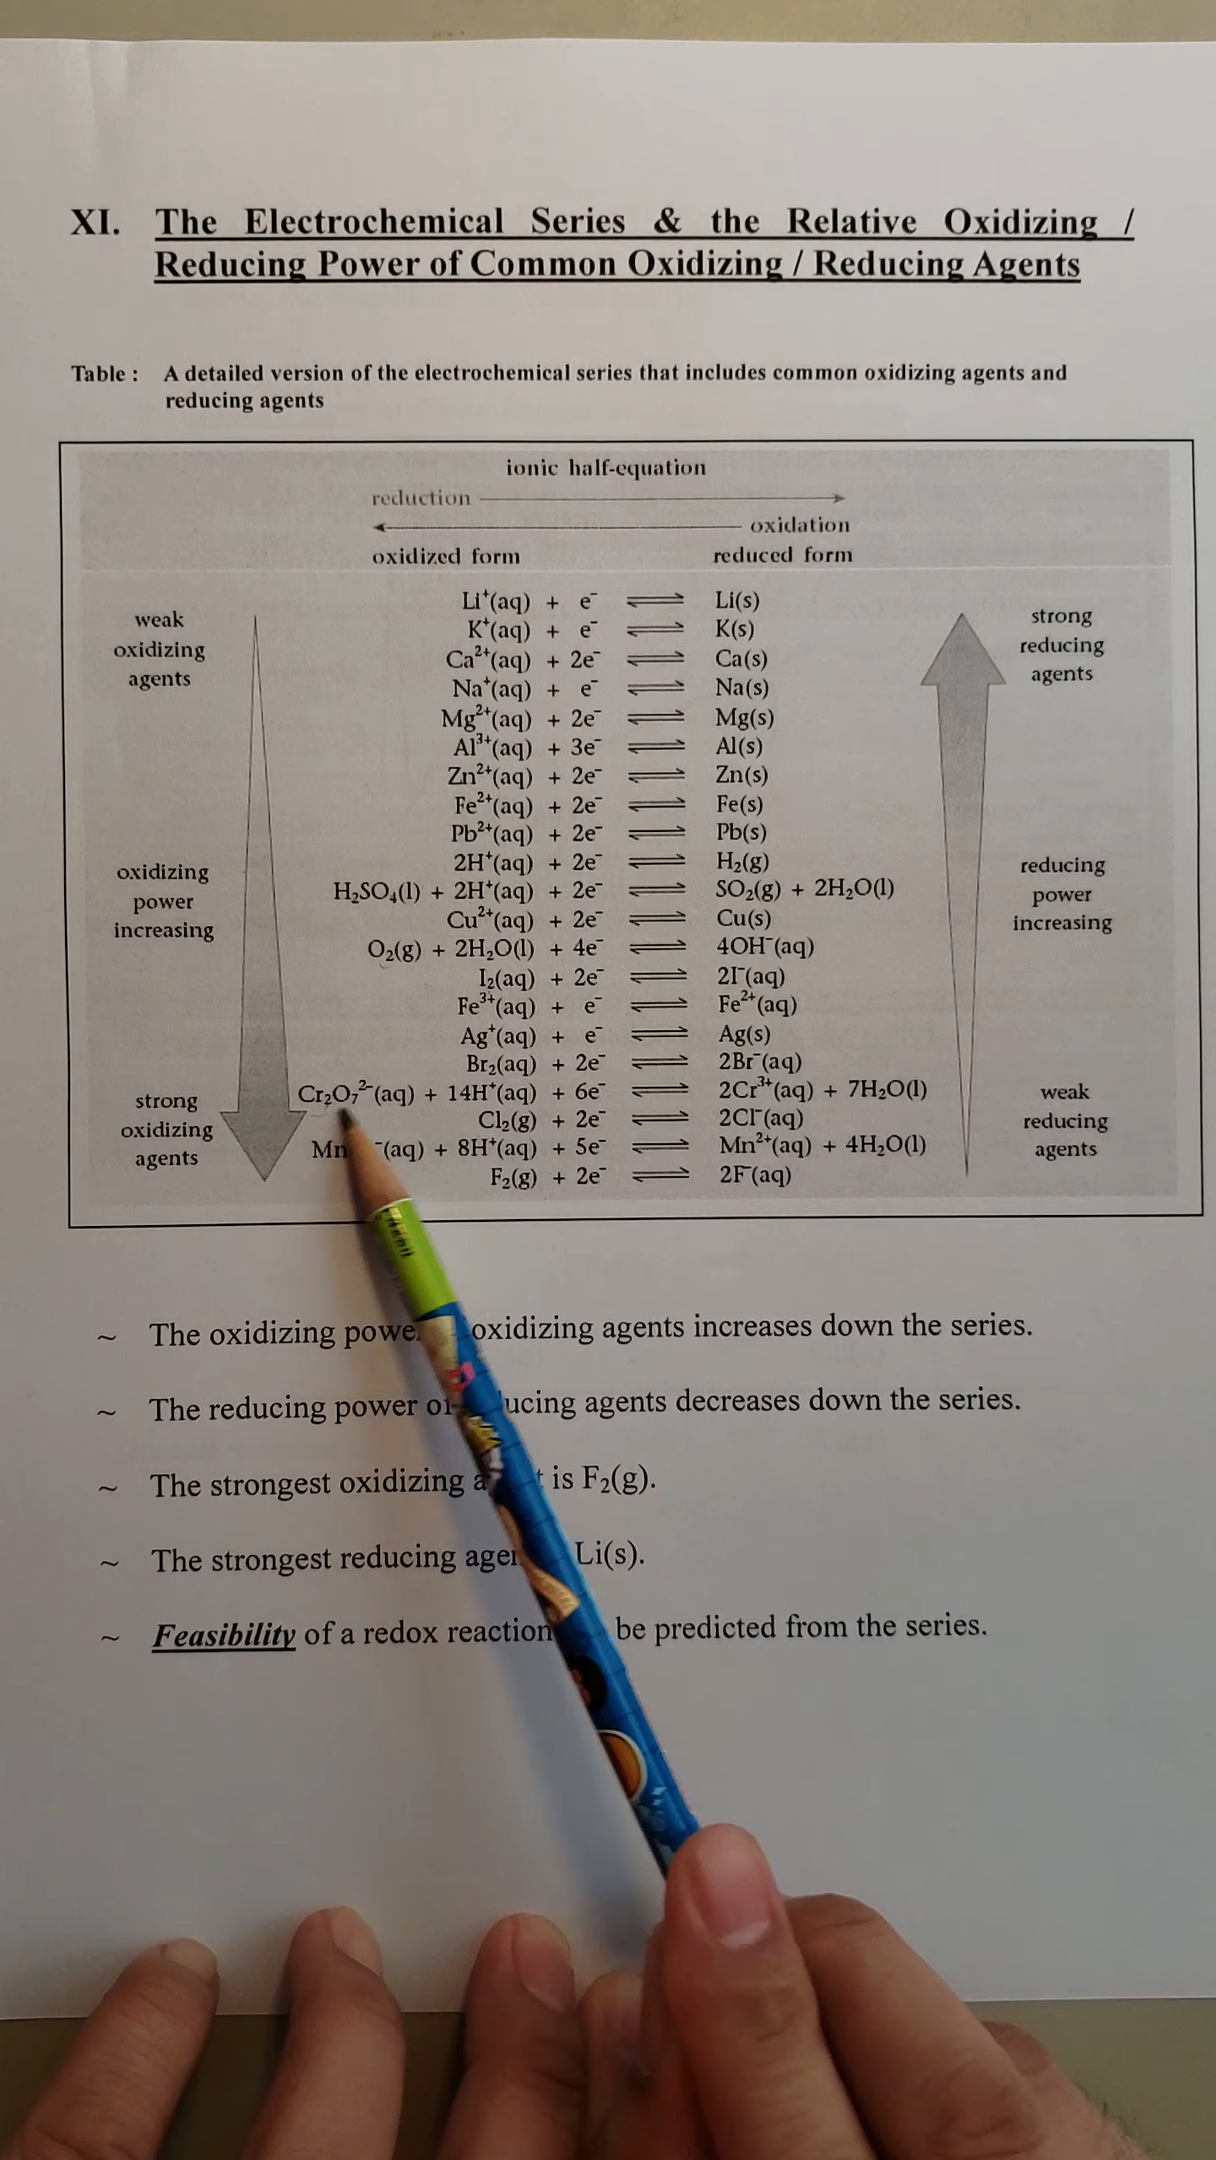 XI. The Electrochemical Series & the Relative Oxidizing /
Reducing Power of Common Oxidizing / Reducing Agents
Table : A detailed version of the electrochemical series that includes common oxidizing agents and
reducing agents
ionic half-equation
reduction
oxidation
oxidized form reduced form
weak
oxidizing
agents
oxidizing
power
increasing
strong
oxidizing
agents
Li⁺(aq) + e⁻ ⇌ Li(s)
K⁺(aq) + e⁻ ⇌ K(s)
Ca²⁺(aq) + 2e⁻ ⇌ Ca(s)
Na⁺(aq) + e⁻ ⇌ Na(s)
Mg²⁺(aq) + 2e⁻ ⇌ Mg(s)
Al³⁺(aq) + 3e⁻ ⇌ Al(s)
Zn²⁺(aq) + 2e⁻ ⇌ Zn(s)
Fe²⁺(aq) + 2e⁻ ⇌ Fe(s)
Pb²⁺(aq) + 2e⁻ ⇌ Pb(s)
2H⁺(aq) + 2e⁻ ⇌ H₂(g)
H₂SO₄(l) + 2H⁺(aq) + 2e⁻ ⇌ SO₂(g) + 2H₂O(l)
Cu²⁺(aq) + 2e⁻ ⇌ Cu(s)
O₂(g) + 2H₂O(l) + 4e⁻ ⇌ 4OH⁻(aq)
I₂(aq) + 2e⁻ ⇌ 2I⁻(aq)
Fe³⁺(aq) + e⁻ ⇌ Fe²⁺(aq)
Ag⁺(aq) + e⁻ ⇌ Ag(s)
Br₂(aq) + 2e⁻ ⇌ 2Br⁻(aq)
Cr₂O₇²⁻(aq) + 14H⁺(aq) + 6e⁻ ⇌ 2Cr³⁺(aq) + 7H₂O(l)
Cl₂(g) + 2e⁻ ⇌ 2Cl⁻(aq)
Mn ⁻(aq) + 8H⁺(aq) + 5e⁻ ⇌ Mn²⁺(aq) + 4H₂O(l)
F₂(g) + 2e⁻ ⇌ 2F⁻(aq)
strong
reducing
agents
reducing
power
increasing
weak
reducing
agents
~ The oxidizing oxidizing agents increases down the series.
~ The reducing power agents decreases down the series.
~ The strongest oxidizing is F₂(g).
~ The strongest reducing Li(s).
~ Feasibility of a redox reaction be predicted from the series.